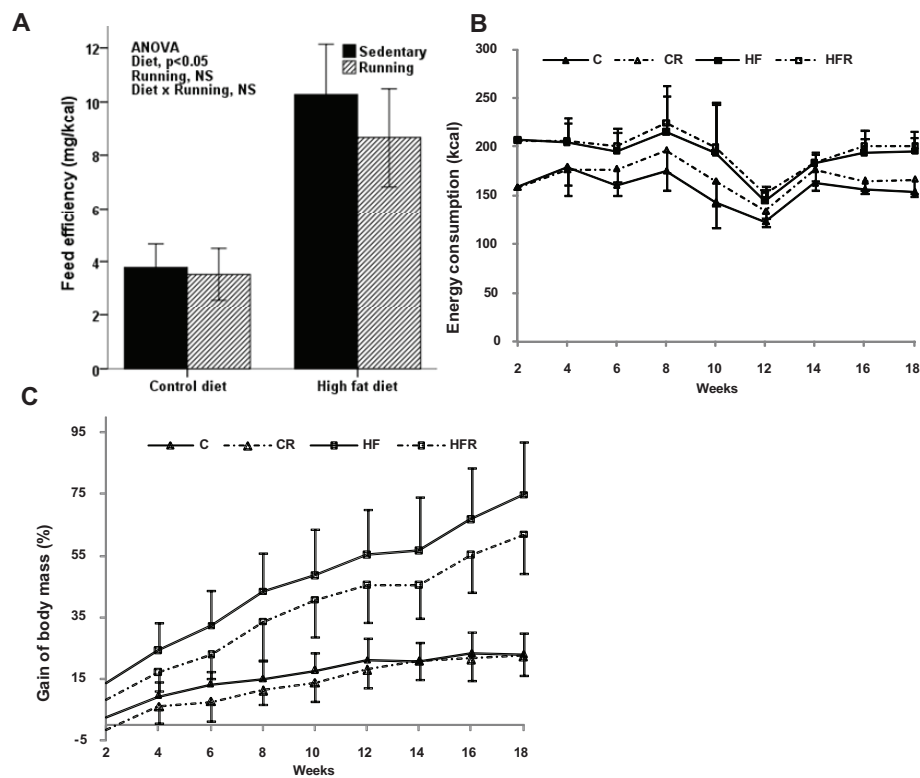 A
ANOVA
Diet, p<0.05
Running, NS
Diet x Running, NS
Sedentary
Running
Feed efficiency (mg/kcal)
12
10
8
6
4
2
0
Control diet
High fat diet
B
Energy consumption (kcal)
300
250
200
150
100
50
0
C CR HF HFR
2 4 6 8 10 12 14 16 18
Weeks
C
Gain of body mass (%)
95
75
55
35
15
-5
C CR HF HFR
2 4 6 8 10 12 14 16 18
Weeks